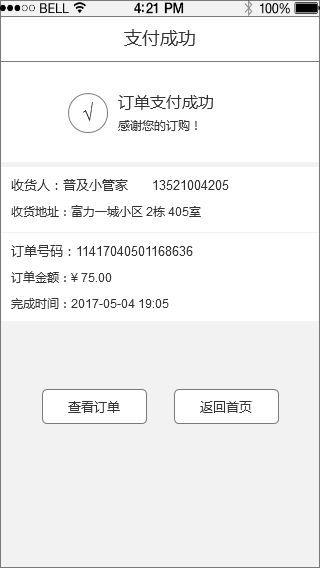 BELL 4:21 PM 100%
支付成功
√ 订单支付成功
感谢您的订购！
收货人：普及小管家 13521004205
收货地址：富力一城小区 2栋 405室
订单号码：11417040501168636
订单金额：¥ 75.00
完成时间：2017-05-04 19:05
查看订单 返回首页